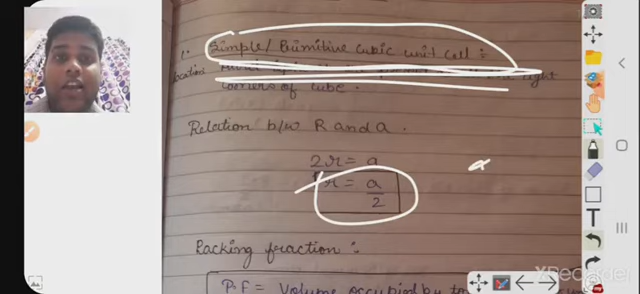 1. Simple/Primitive cubic unit cell :-
location
corners of cube.
Relation b/w R and a.
2r = a
r = a/2
a
Packing fraction :-
P.F = Volume occupied by
T
XRecorder